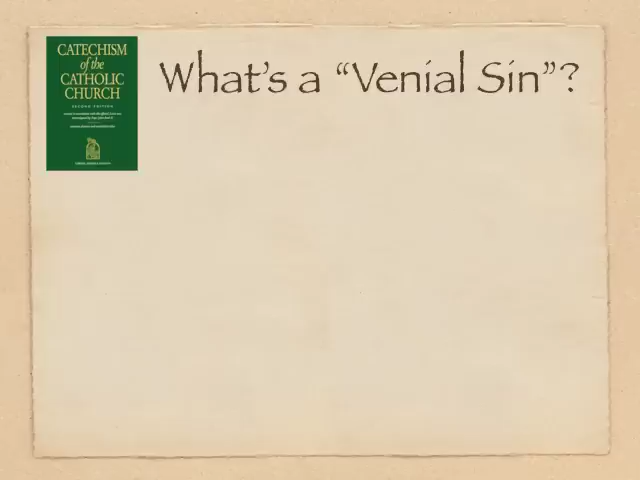 CATECHISM
of the
CATHOLIC
CHURCH
SECOND EDITION
What's a “Venial Sin”?